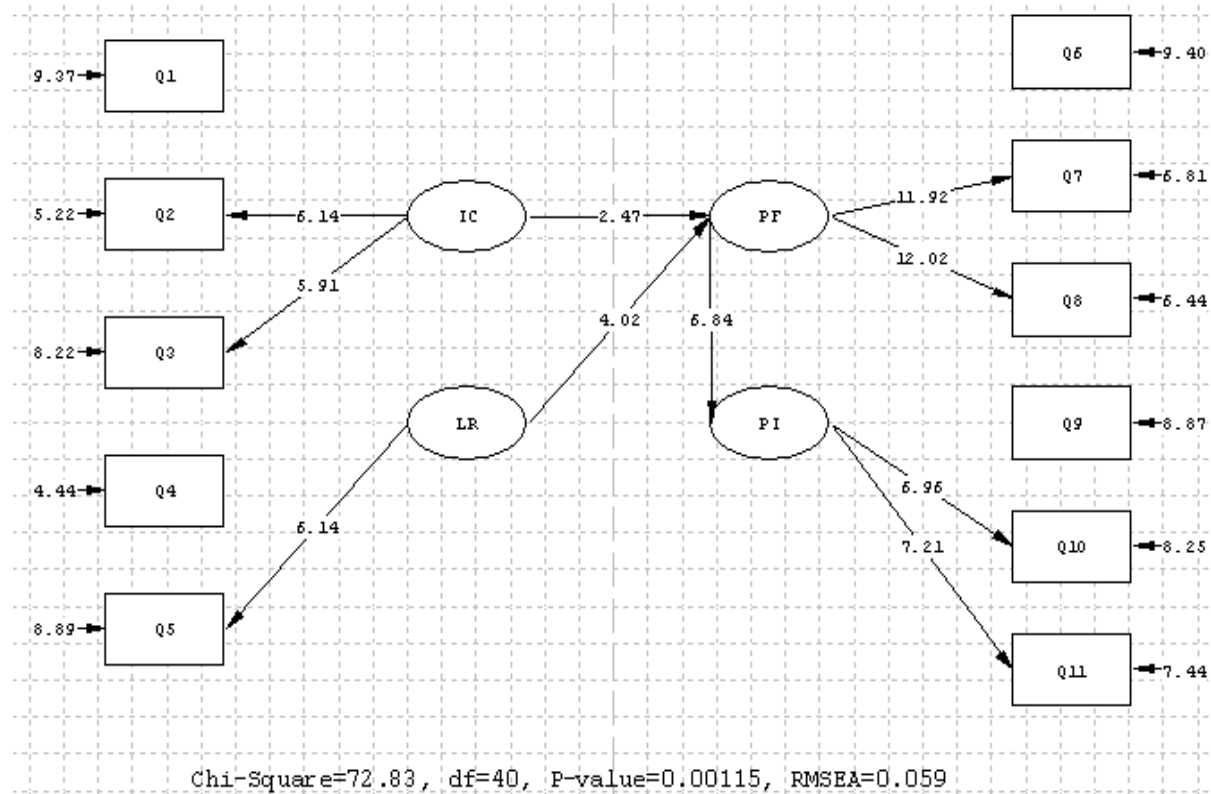 Q6
9.40
9.37
Q1
Q7
6.81
11.92
5.22
Q2
6.14
IC
2.47
PF
12.02
5.91
Q8
6.44
4.02
6.84
8.22
Q3
LR
PI
Q9
8.87
6.96
4.44
Q4
6.14
7.21
Q10
8.25
8.89
Q5
Q11
7.44
Chi-Square=72.83, df=40, P-value=0.00115, RMSEA=0.059